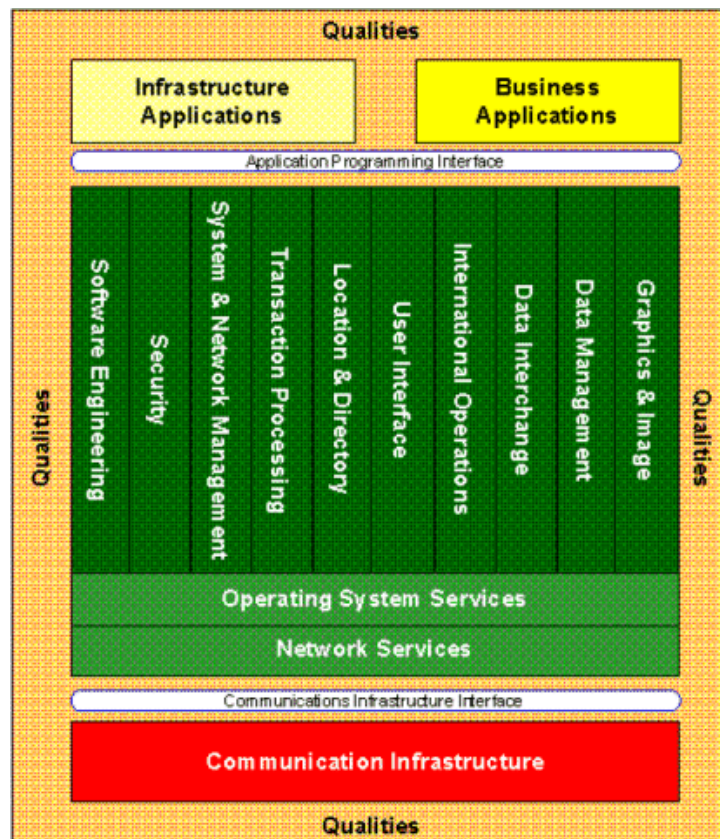 Qualities
Infrastructure
Applications
Business
Applications
Application Programming Interface
Qualities
Software Engineering
Security
System & Network Management
Transaction Processing
Location & Directory
User Interface
International Operations
Data Interchange
Data Management
Graphics & Image
Qualities
Operating System Services
Network Services
Communications Infrastructure Interface
Communication Infrastructure
Qualities